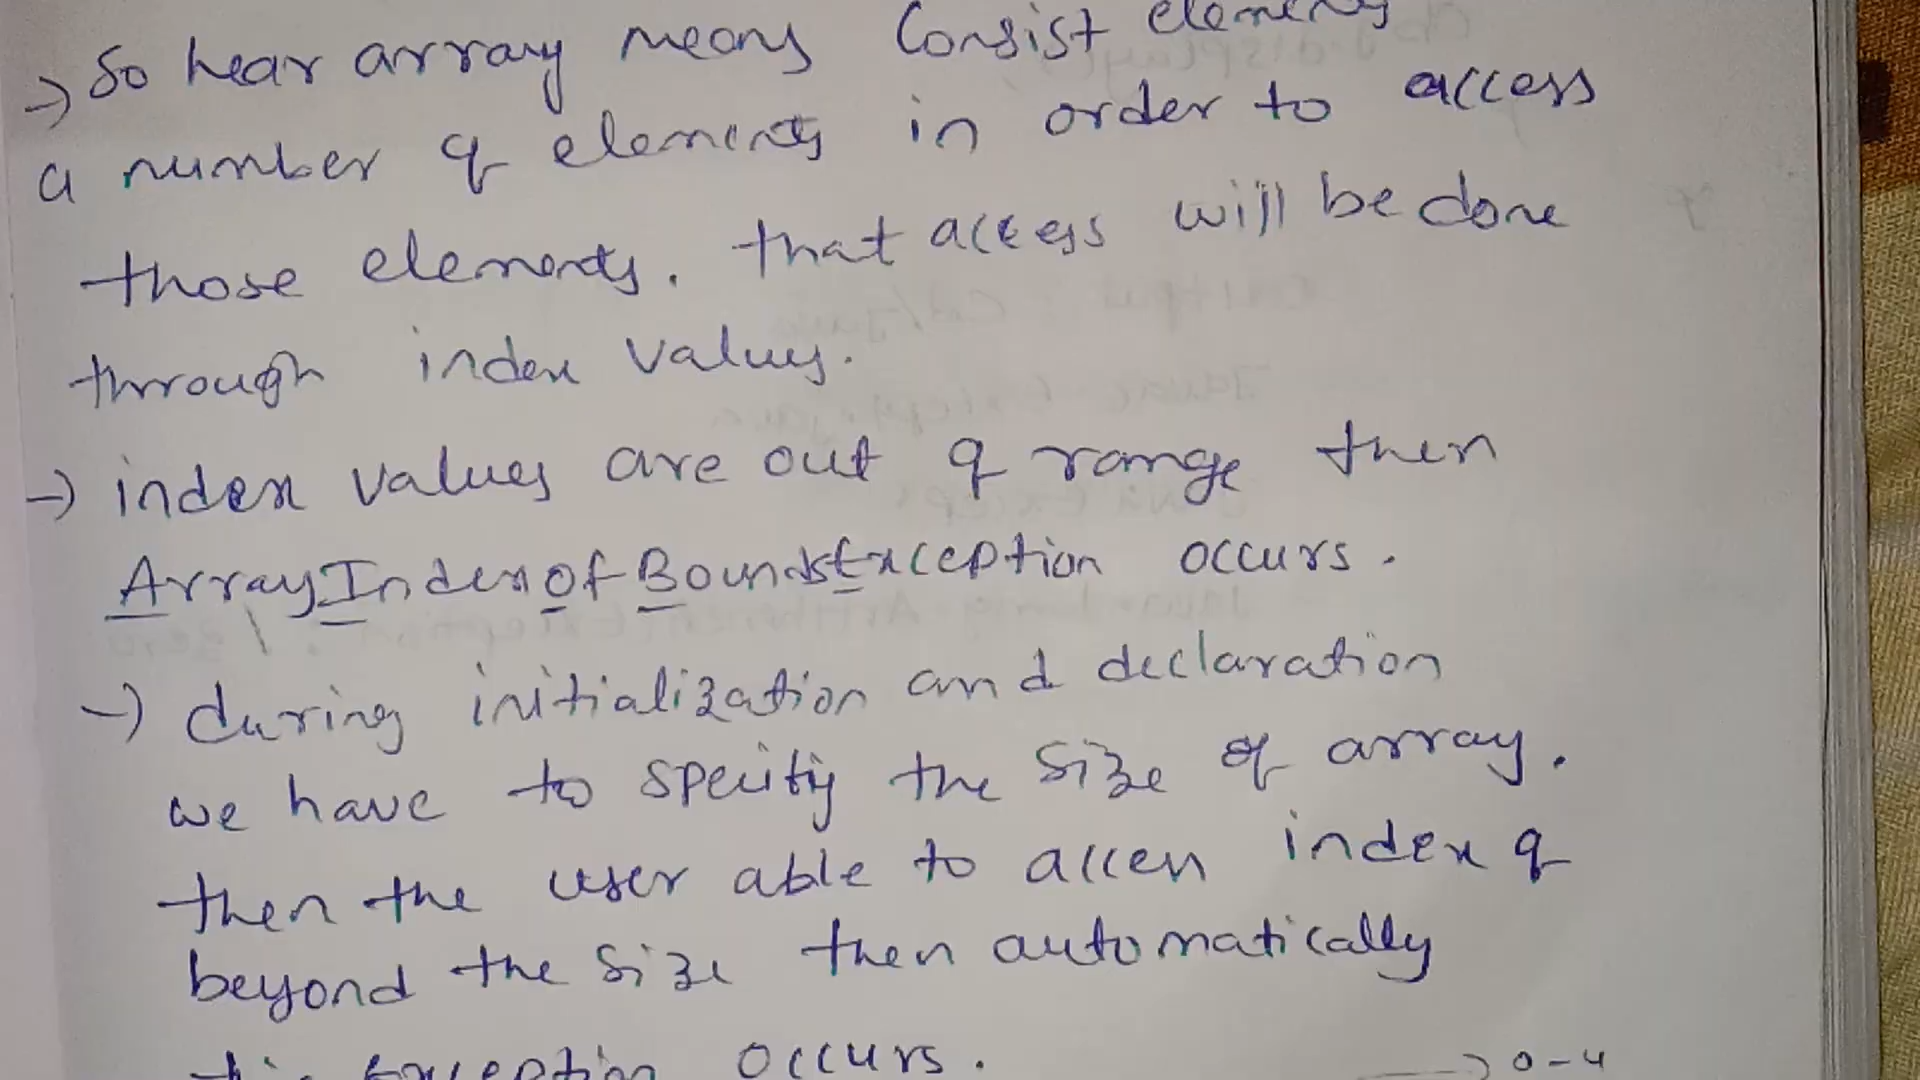 → So hear array means Consist elements
a number of elements in order to access
those elements. that access will be done
through index values.
→ index values are out of range then
ArrayIndexOfBoundsException occurs.
→ during initialization and declaration
we have to specify the size of array.
then the user able to access index of
beyond the size then automatically
exception occurs.
→ 0-4